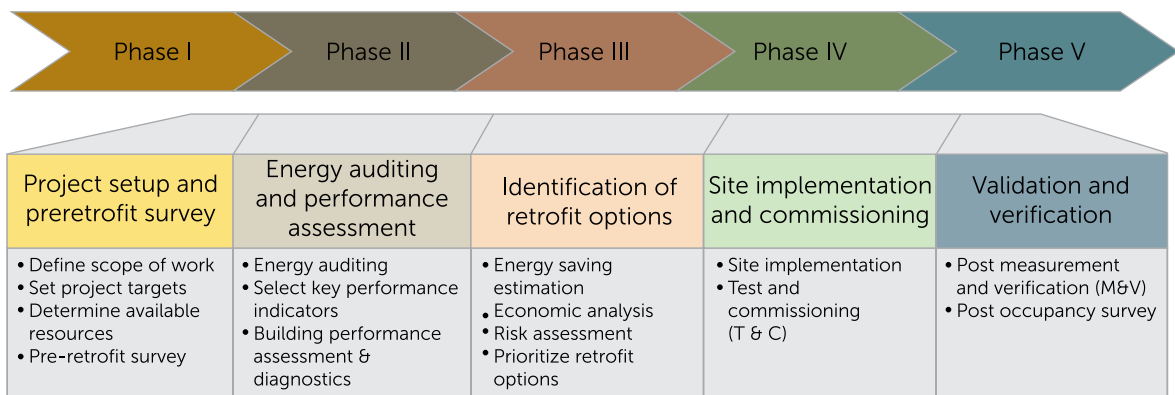 Phase I
Phase II
Phase III
Phase IV
Phase V
Project setup and
preretrofit survey
Energy auditing
and performance
assessment
Identification of
retrofit options
Site implementation
and commissioning
Validation and
verification
• Define scope of work
• Set project targets
• Determine available
resources
• Pre-retrofit survey
• Energy auditing
• Select key performance
indicators
• Building performance
assessment &
diagnostics
• Energy saving
estimation
• Economic analysis
• Risk assessment
• Prioritize retrofit
options
• Site implementation
• Test and
commissioning
(T & C)
• Post measurement
and verification (M&V)
• Post occupancy survey